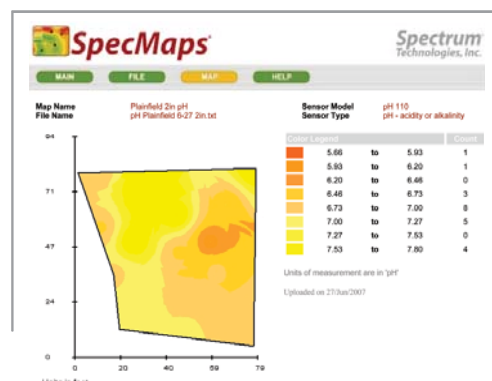 SpecMaps
Spectrum
Technologies, Inc.
MAIN FILE MAP HELP
Map Name Plainfield 2in pH
File Name pH Plainfield 6-27 2in.txt
Sensor Model pH 110
Sensor Type pH - acidity or alkalinity
Color Legend Count
5.66 to 5.93 1
5.93 to 6.20 1
6.20 to 6.46 0
6.46 to 6.73 3
6.73 to 7.00 8
7.00 to 7.27 5
7.27 to 7.53 0
7.53 to 7.80 4
Units of measurement are in 'pH'
Uploaded on 27/Jun/2007
94
71
47
24
0
0 20 40 59 79